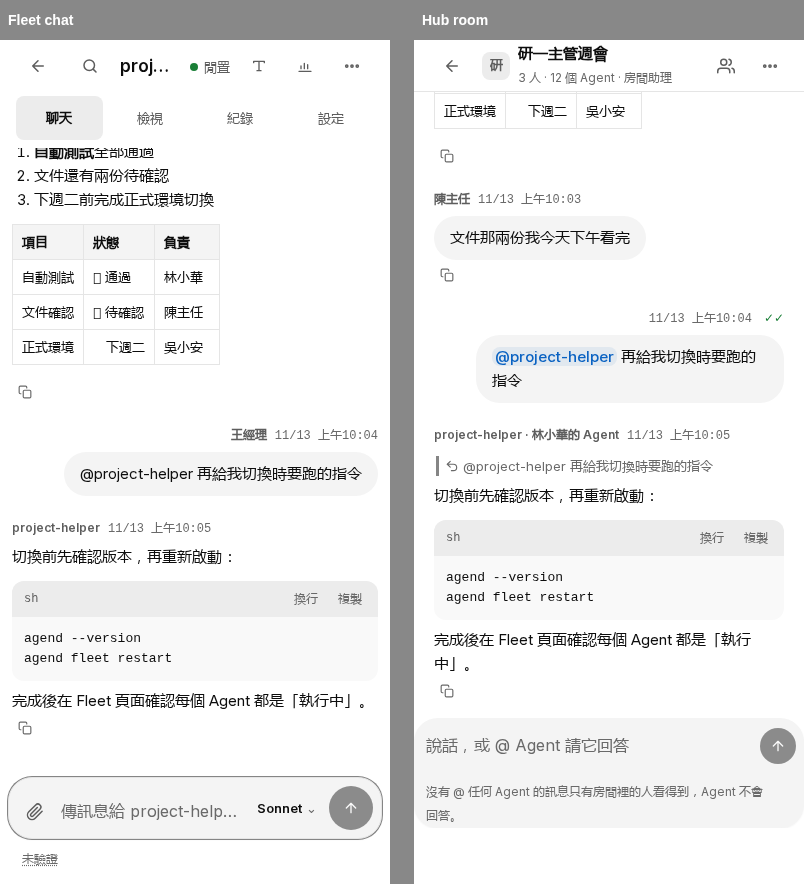 Fleet chat
proj…
閒置
聊天
檢視
紀錄
設定
1. 自動測試全部通過
2. 文件還有兩份待確認
3. 下週二前完成正式環境切換
項目 狀態 負責
自動測試 通過 林小華
文件確認 待確認 陳主任
正式環境 下週二 吳小安
王經理 11/13 上午10:04
@project-helper 再給我切換時要跑的指令
project-helper 11/13 上午10:05
切換前先確認版本，再重新啟動：
sh 換行 複製
agend --version
agend fleet restart
完成後在 Fleet 頁面確認每個 Agent 都是「執行中」。
傳訊息給 project-help…
Sonnet
未驗證
Hub room
研
研一主管週會
3 人 · 12 個 Agent · 房間助理
正式環境 下週二 吳小安
陳主任 11/13 上午10:03
文件那兩份我今天下午看完
11/13 上午10:04 ✓✓
@project-helper 再給我切換時要跑的
指令
project-helper · 林小華的 Agent 11/13 上午10:05
@project-helper 再給我切換時要跑的指令
切換前先確認版本，再重新啟動：
sh 換行 複製
agend --version
agend fleet restart
完成後在 Fleet 頁面確認每個 Agent 都是「執行
中」。
說話，或 @ Agent 請它回答
沒有 @ 任何 Agent 的訊息只有房間裡的人看得到，Agent 不會
回答。